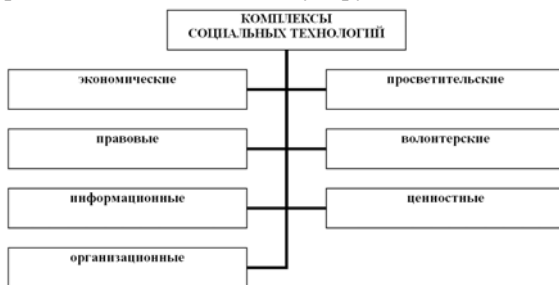 КОМПЛЕКСЫ
СОЦИАЛЬНЫХ ТЕХНОЛОГИЙ
экономические
просветительские
правовые
волонтерские
информационные
ценностные
организационные